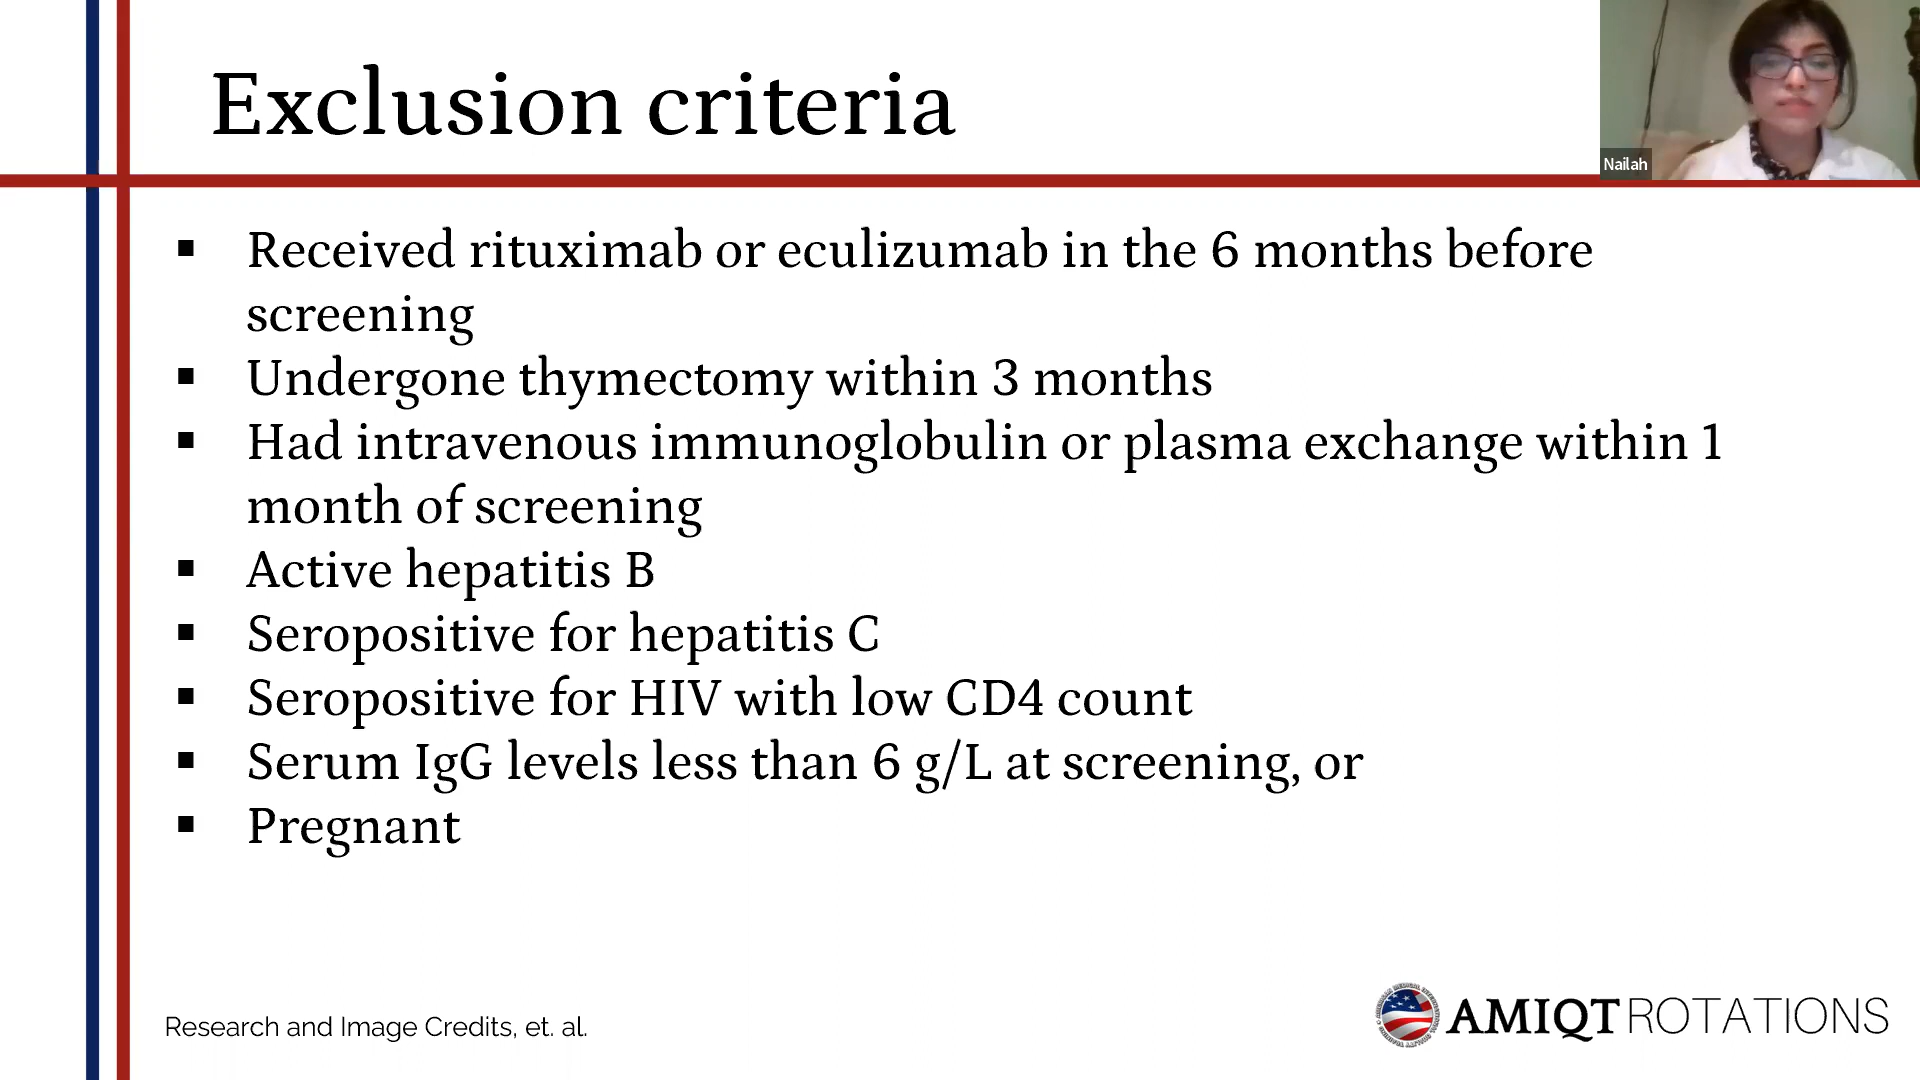 Exclusion criteria
Nailah
▪ Received rituximab or eculizumab in the 6 months before
screening
▪ Undergone thymectomy within 3 months
▪ Had intravenous immunoglobulin or plasma exchange within 1
month of screening
▪ Active hepatitis B
▪ Seropositive for hepatitis C
▪ Seropositive for HIV with low CD4 count
▪ Serum IgG levels less than 6 g/L at screening, or
▪ Pregnant
Research and Image Credits, et. al.
AMIQT ROTATIONS